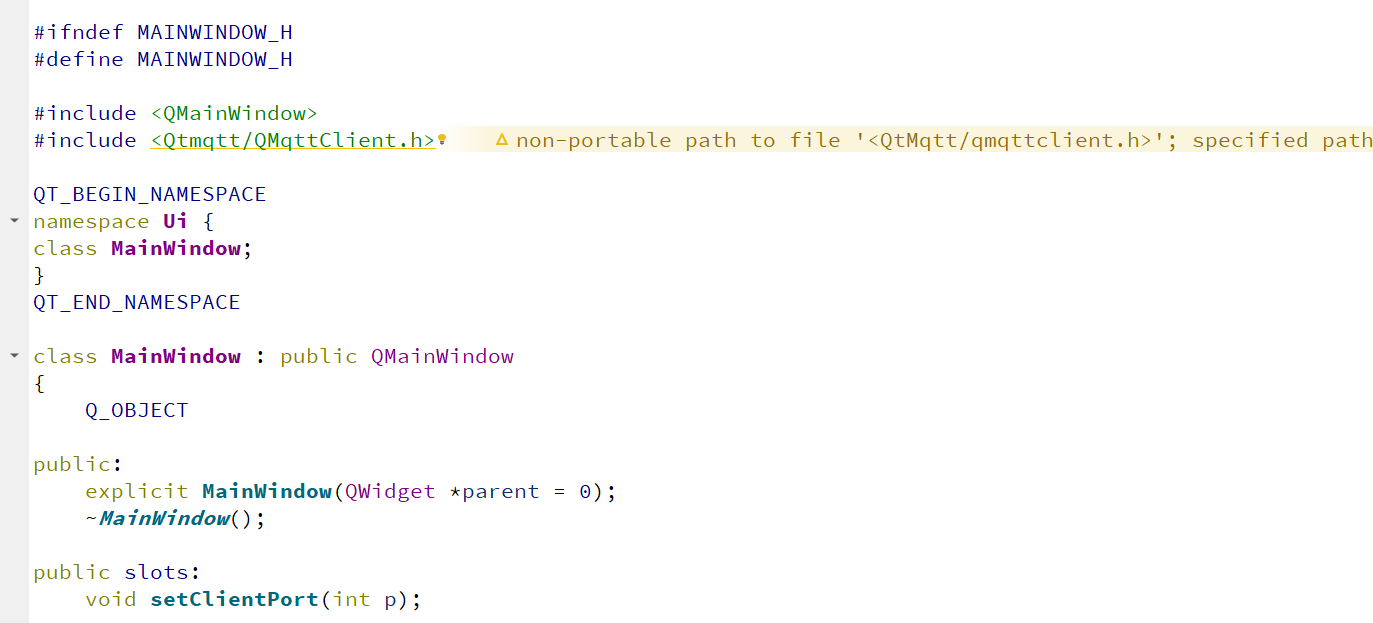 #ifndef MAINWINDOW_H
#define MAINWINDOW_H
#include <QMainWindow>
#include <Qtmqtt/QMqttClient.h> non-portable path to file '<QtMqtt/qmqttclient.h>'; specified path
QT_BEGIN_NAMESPACE
namespace Ui {
class MainWindow;
}
QT_END_NAMESPACE
class MainWindow : public QMainWindow
{
Q_OBJECT
public:
explicit MainWindow(QWidget *parent = 0);
~MainWindow();
public slots:
void setClientPort(int p);